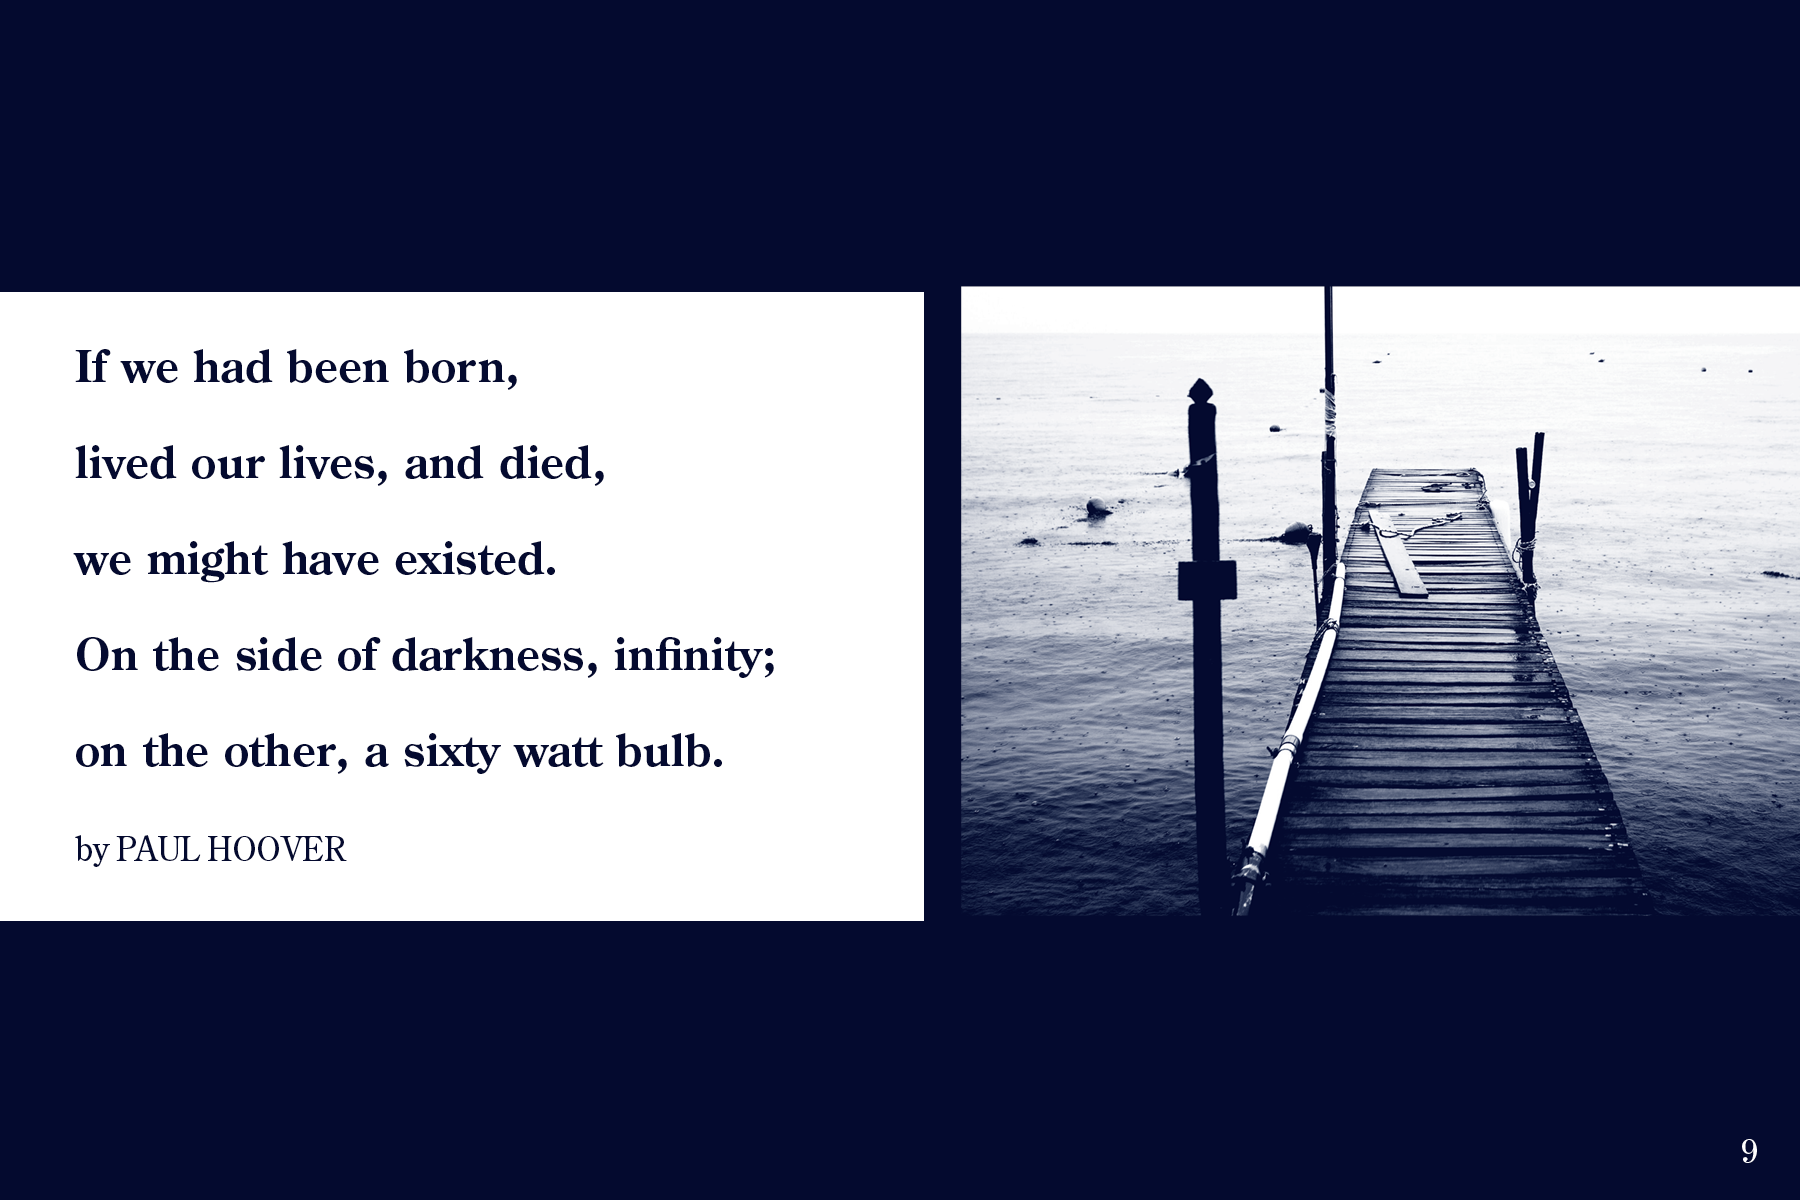 If we had been born,
lived our lives, and died,
we might have existed.
On the side of darkness, infinity;
on the other, a sixty watt bulb.
by PAUL HOOVER
9